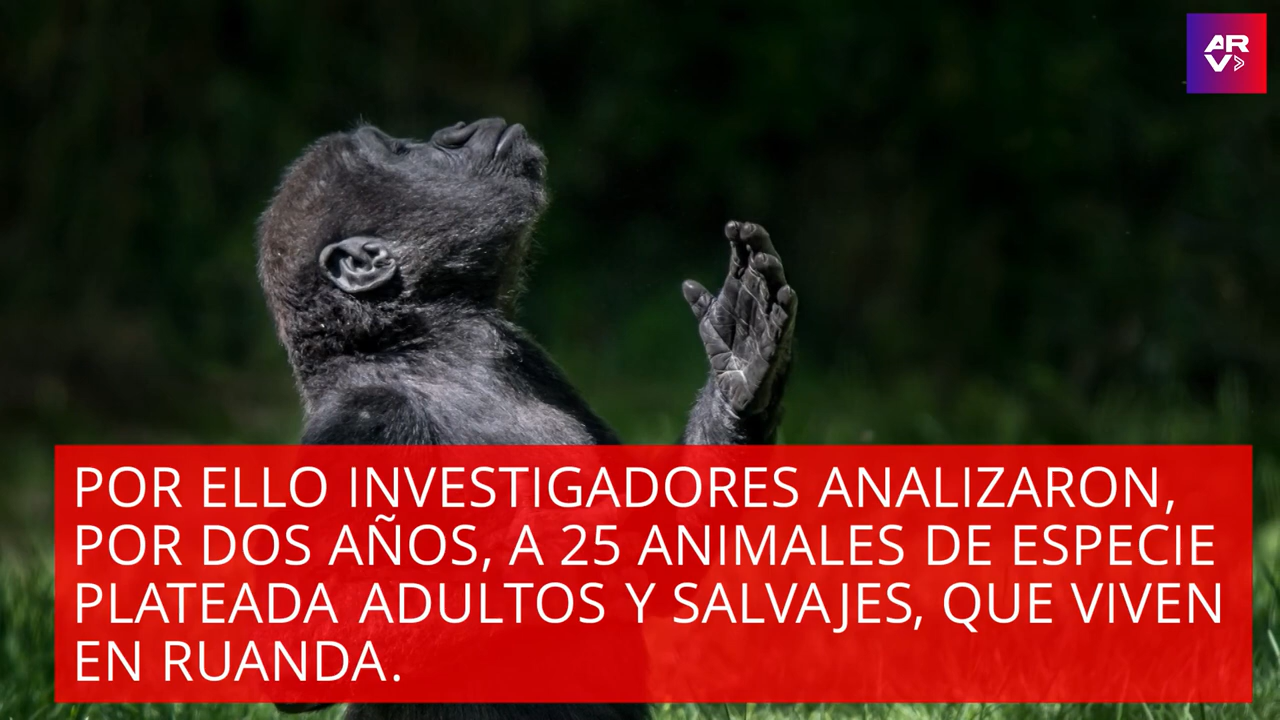 ARV
POR ELLO INVESTIGADORES ANALIZARON,
POR DOS AÑOS, A 25 ANIMALES DE ESPECIE
PLATEADA ADULTOS Y SALVAJES, QUE VIVEN
EN RUANDA.